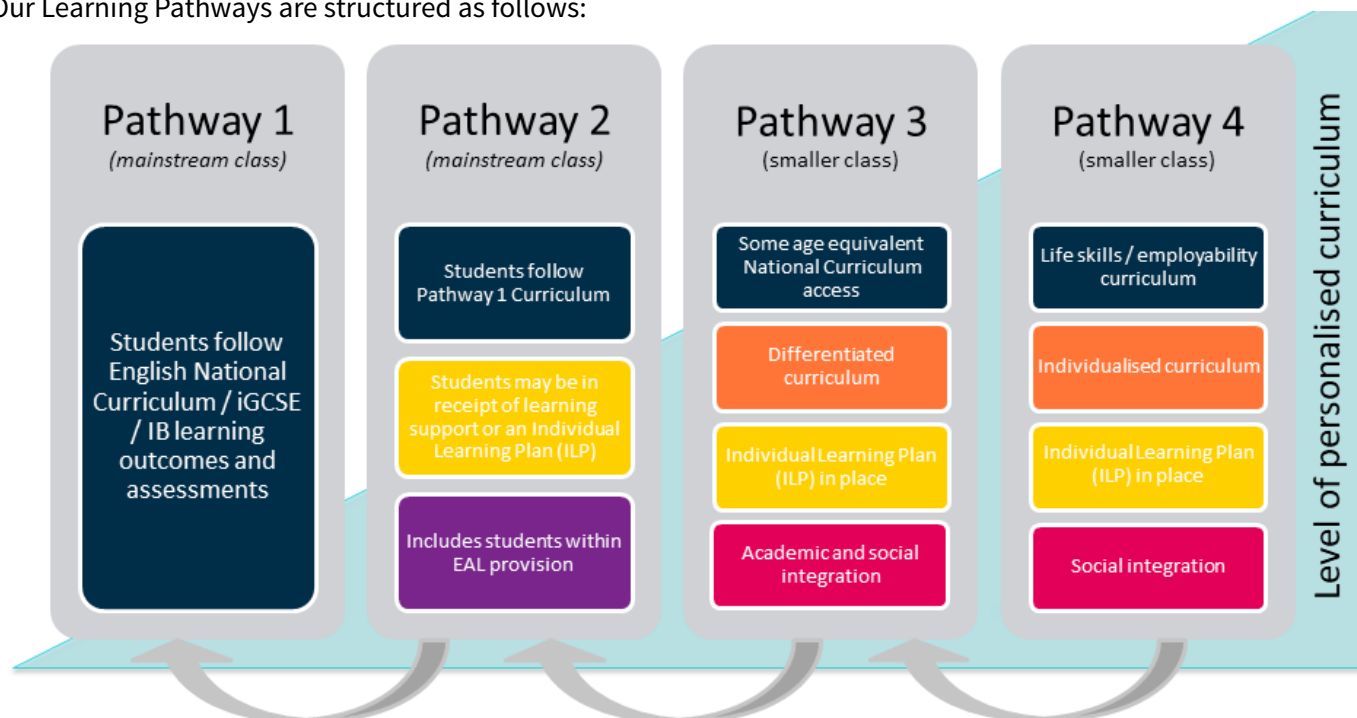 Our Learning Pathways are structured as follows:
Pathway 1
(mainstream class)
Students follow
English National
Curriculum / iGCSE
/ IB learning
outcomes and
assessments
Pathway 2
(mainstream class)
Students follow
Pathway 1 Curriculum
Students may be in
receipt of learning
support or an Individual
Learning Plan (ILP)
Includes students within
EAL provision
Pathway 3
(smaller class)
Some age equivalent
National Curriculum
access
Differentiated
curriculum
Individual Learning Plan
(ILP) in place
Academic and social
integration
Pathway 4
(smaller class)
Life skills / employability
curriculum
Individualised curriculum
Individual Learning Plan
(ILP) in place
Social integration
Level of personalised curriculum